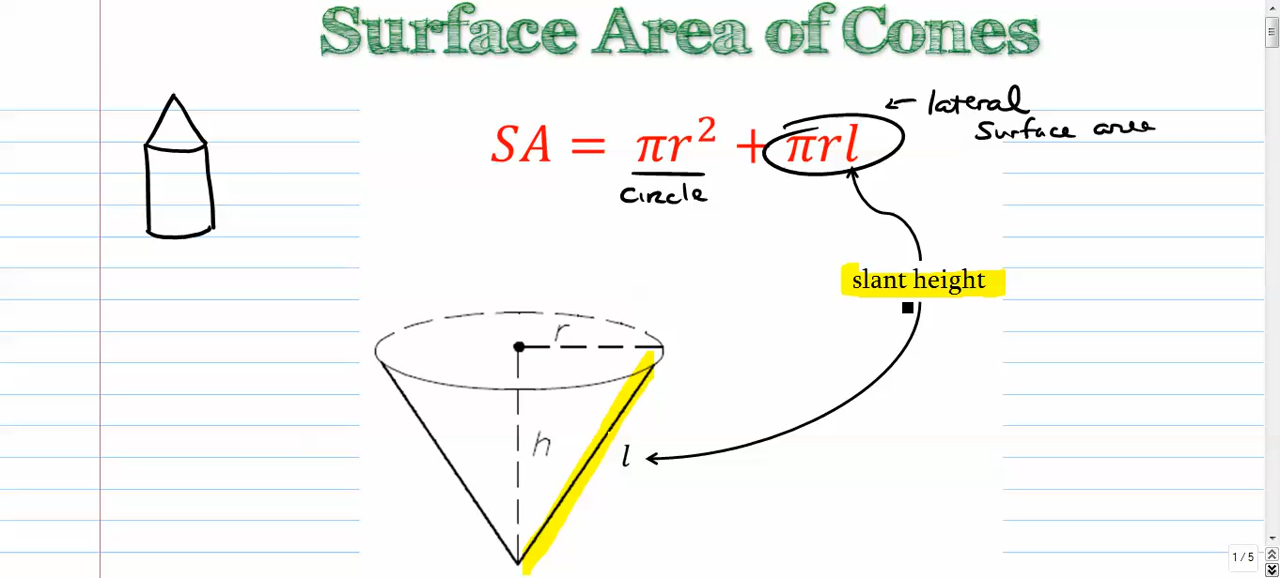 Surface Area of Cones
← lateral
surface area
SA = πr² + πrl
circle
slant height
r
h
l
1 / 5